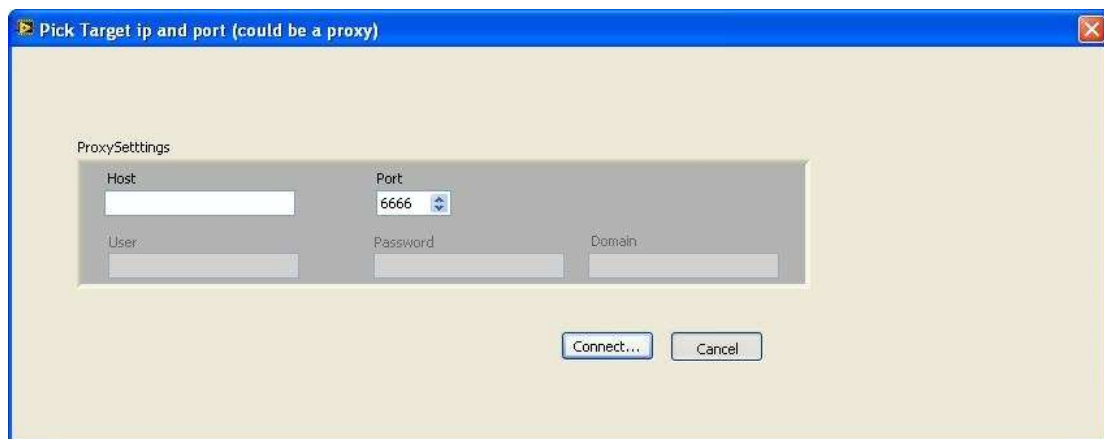 Pick Target ip and port (could be a proxy)
ProxySetttings
Host Port
6666
User Password Domain
Connect... Cancel